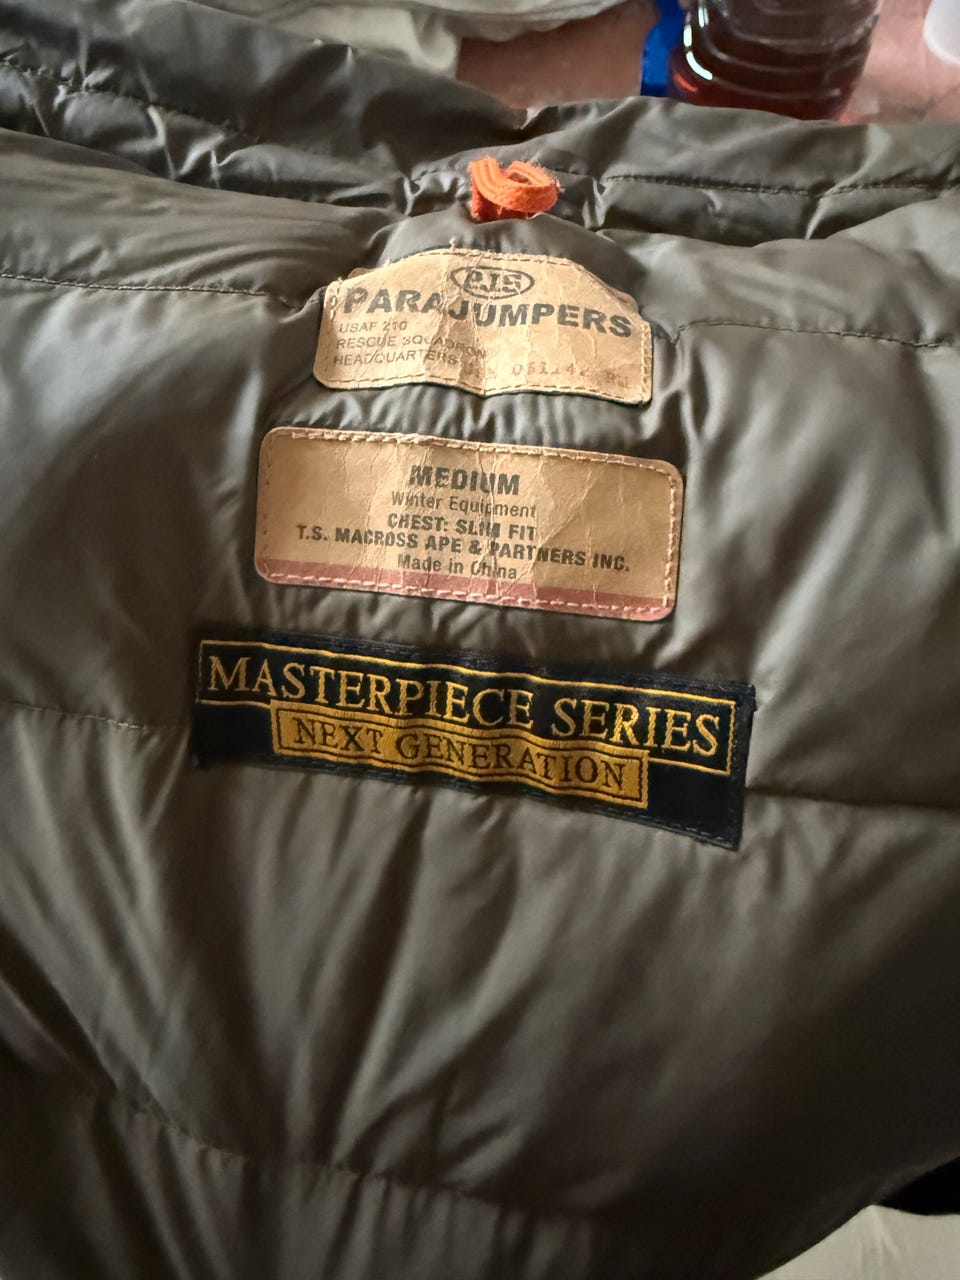 PJS
PARAJUMPERS
USAF 210
RESCUE SQUADRON
HEADQUARTERS
MEDIUM
Winter Equipment
CHEST: SLIM FIT
T.S. MACROSS APE & PARTNERS INC.
Made in China
MASTERPIECE SERIES
NEXT GENERATION